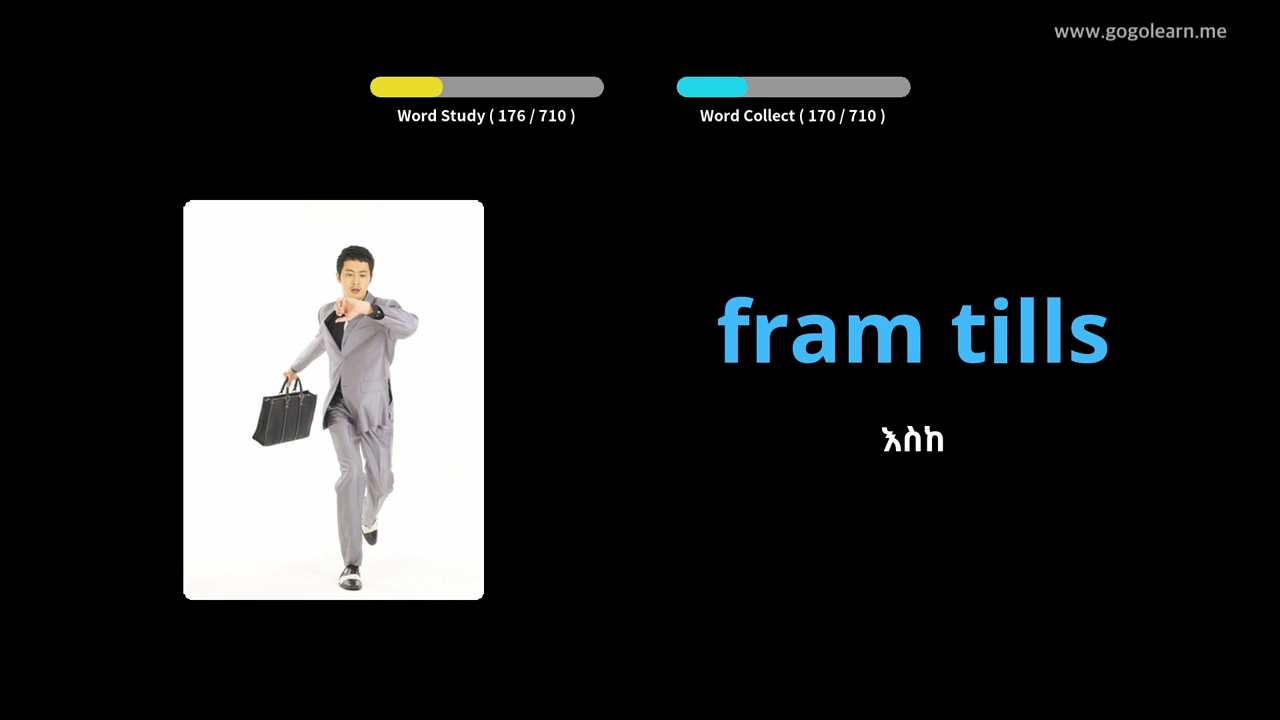 www.gogolearn.me
Word Study ( 176 / 710 )
Word Collect ( 170 / 710 )
fram tills
እስከ